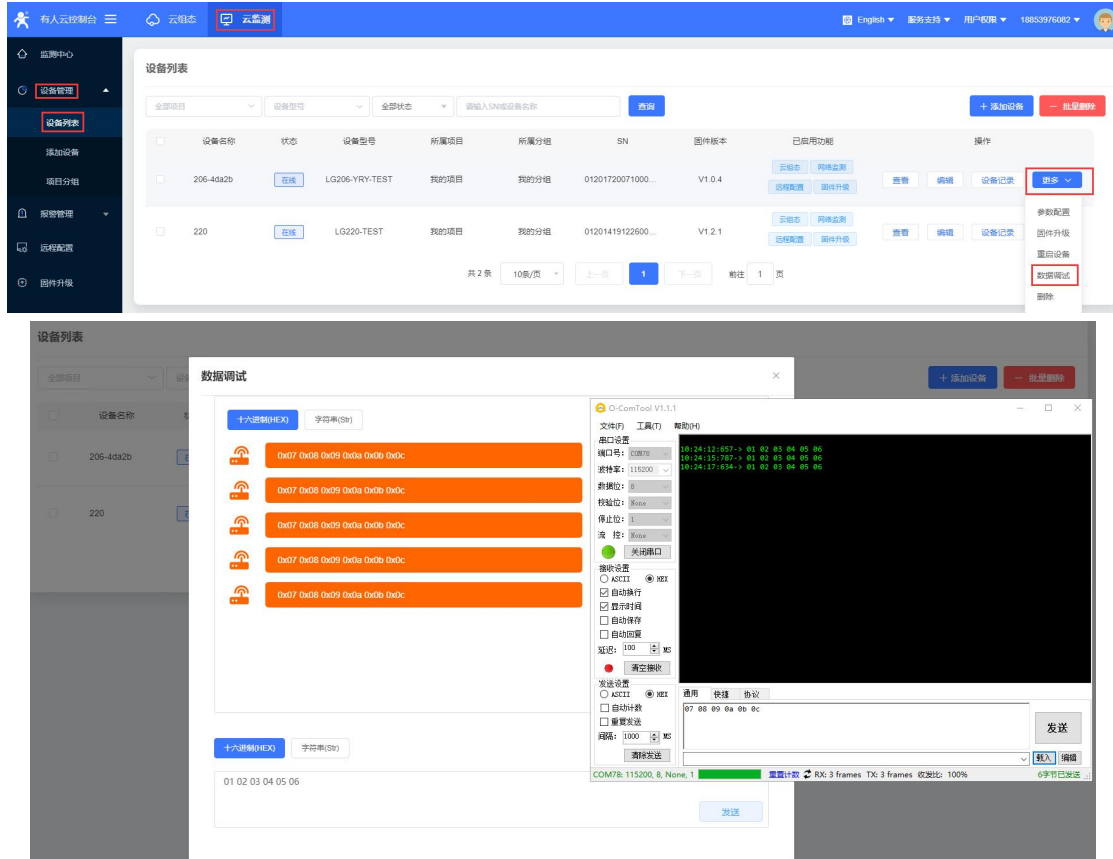 有人云控制台 云组态 云监测 English 服务支持 用户权限 18853976082
监测中心
设备管理
设备列表
添加设备
项目分组
报警管理
远程配置
固件升级
设备列表
全部项目 设备型号 全部状态 请输入SN或设备名称 查询 + 添加设备 — 批量删除
设备名称 状态 设备型号 所属项目 所属分组 SN 固件版本 已启用功能 操作
206-4da2b 在线 LG206-YRY-TEST 我的项目 我的分组 01201720071000... V1.0.4 云组态 网络监测 远程配置 固件升级 查看 编辑 设备记录 更多
220 在线 LG220-TEST 我的项目 我的分组 01201419122600... V1.2.1 云组态 网络监测 远程配置 固件升级 查看 编辑 设备记录
参数配置
固件升级
重启设备
数据调试
删除
共 2 条 10条/页 上一页 1 下一页 前往 1 页
设备列表
全部项目 + 添加设备 — 批量删除
设备名称
206-4da2b
220
数据调试
十六进制(HEX) 字符串(Str)
0x07 0x08 0x09 0x0a 0x0b 0x0c
0x07 0x08 0x09 0x0a 0x0b 0x0c
0x07 0x08 0x09 0x0a 0x0b 0x0c
0x07 0x08 0x09 0x0a 0x0b 0x0c
0x07 0x08 0x09 0x0a 0x0b 0x0c
十六进制(HEX) 字符串(Str)
01 02 03 04 05 06
发送
O-ComTool V1.1.1
文件(F) 工具(T) 帮助(H)
串口设置
端口号: COM78
波特率: 115200
数据位: 8
校验位: None
停止位: 1
流 控: None
关闭串口
接收设置
ASCII HEX
自动换行
显示时间
自动保存
自动回复
延迟: 100 MS
清空接收
发送设置
ASCII HEX
自动计数
重复发送
间隔: 1000 MS
清除发送
10:24:12:657-> 01 02 03 04 05 06
10:24:15:787-> 01 02 03 04 05 06
10:24:17:634-> 01 02 03 04 05 06
通用 快捷 协议
07 08 09 0a 0b 0c
发送
载入 编辑
COM78: 115200, 8, None, 1 重置计数 RX: 3 frames TX: 3 frames 收发比: 100% 6字节已发送